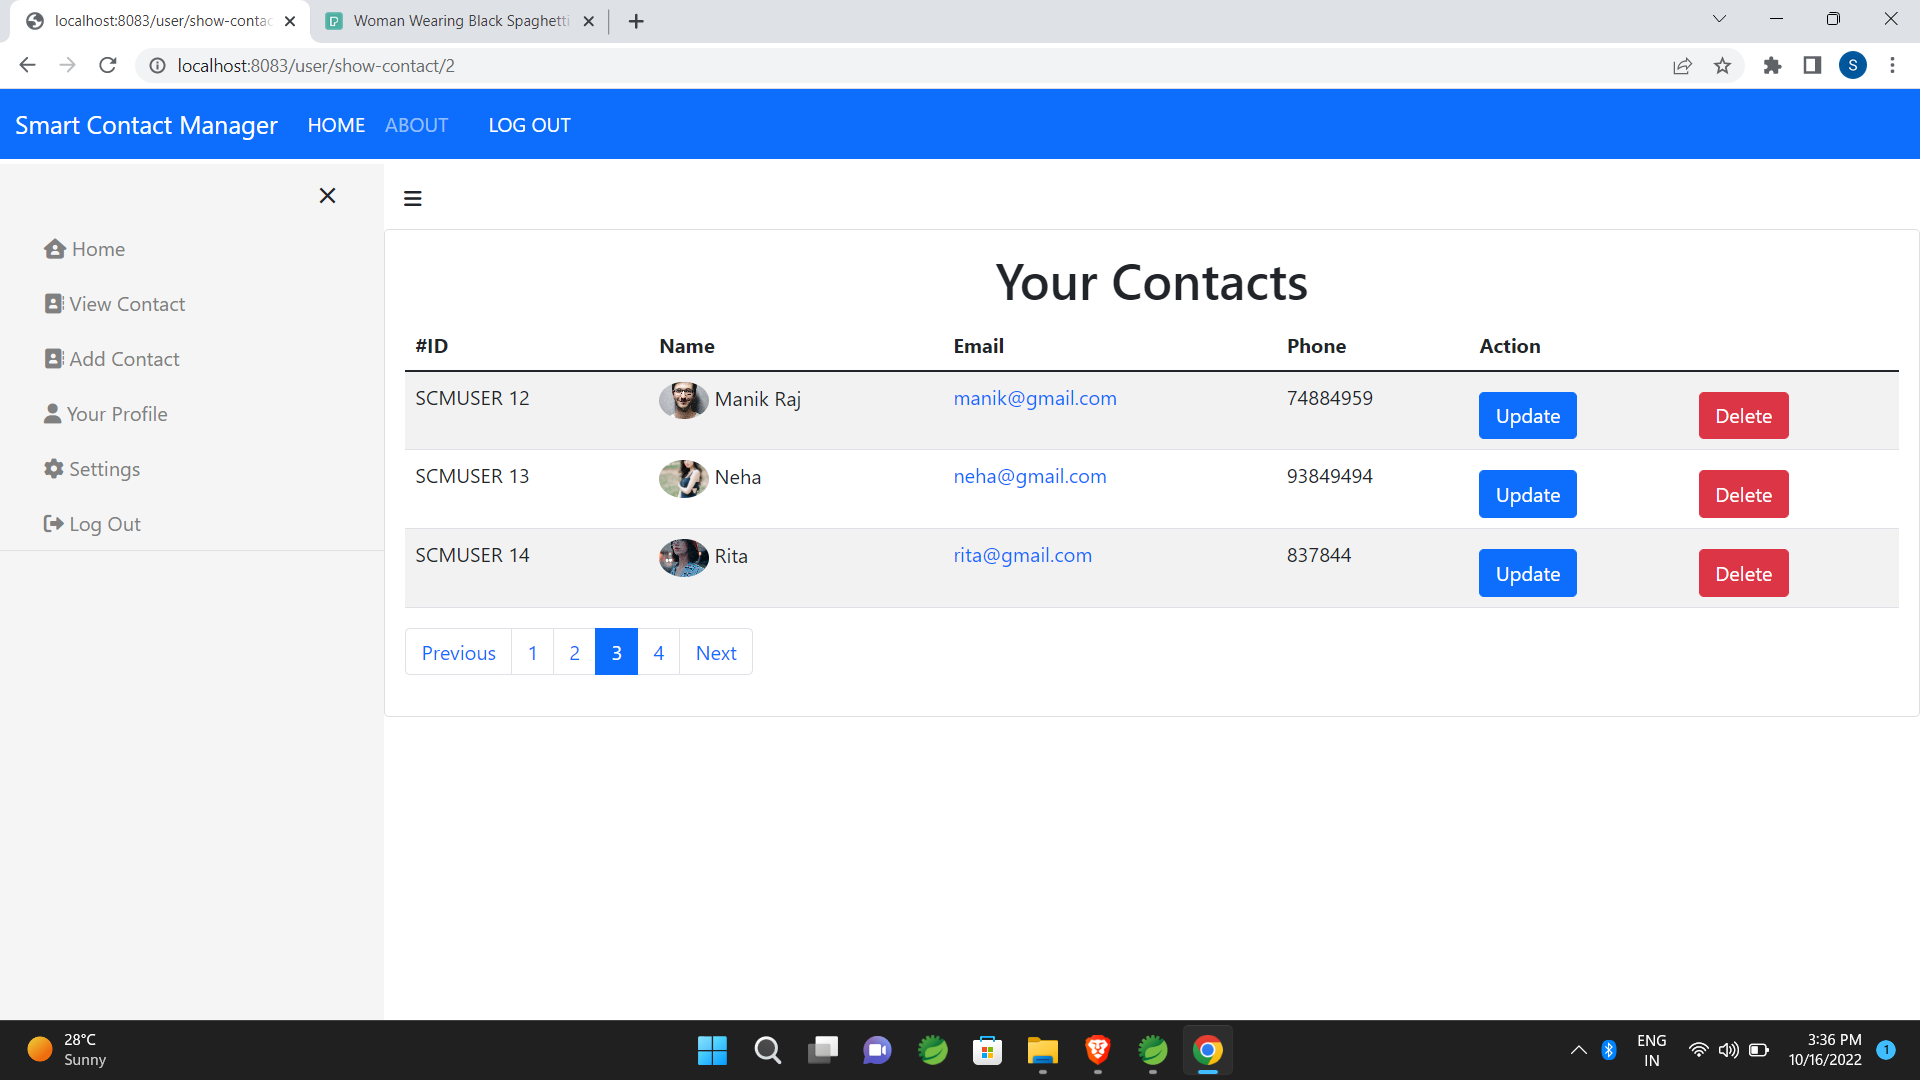 localhost:8083/user/show-contac
Woman Wearing Black Spaghetti
localhost:8083/user/show-contact/2
S
Smart Contact Manager HOME ABOUT LOG OUT
Home
View Contact
Add Contact
Your Profile
Settings
Log Out
Your Contacts
#ID Name Email Phone Action
SCMUSER 12 Manik Raj manik@gmail.com 74884959 Update Delete
SCMUSER 13 Neha neha@gmail.com 93849494 Update Delete
SCMUSER 14 Rita rita@gmail.com 837844 Update Delete
Previous 1 2 3 4 Next
28°C
Sunny
ENG
IN
3:36 PM
10/16/2022
1